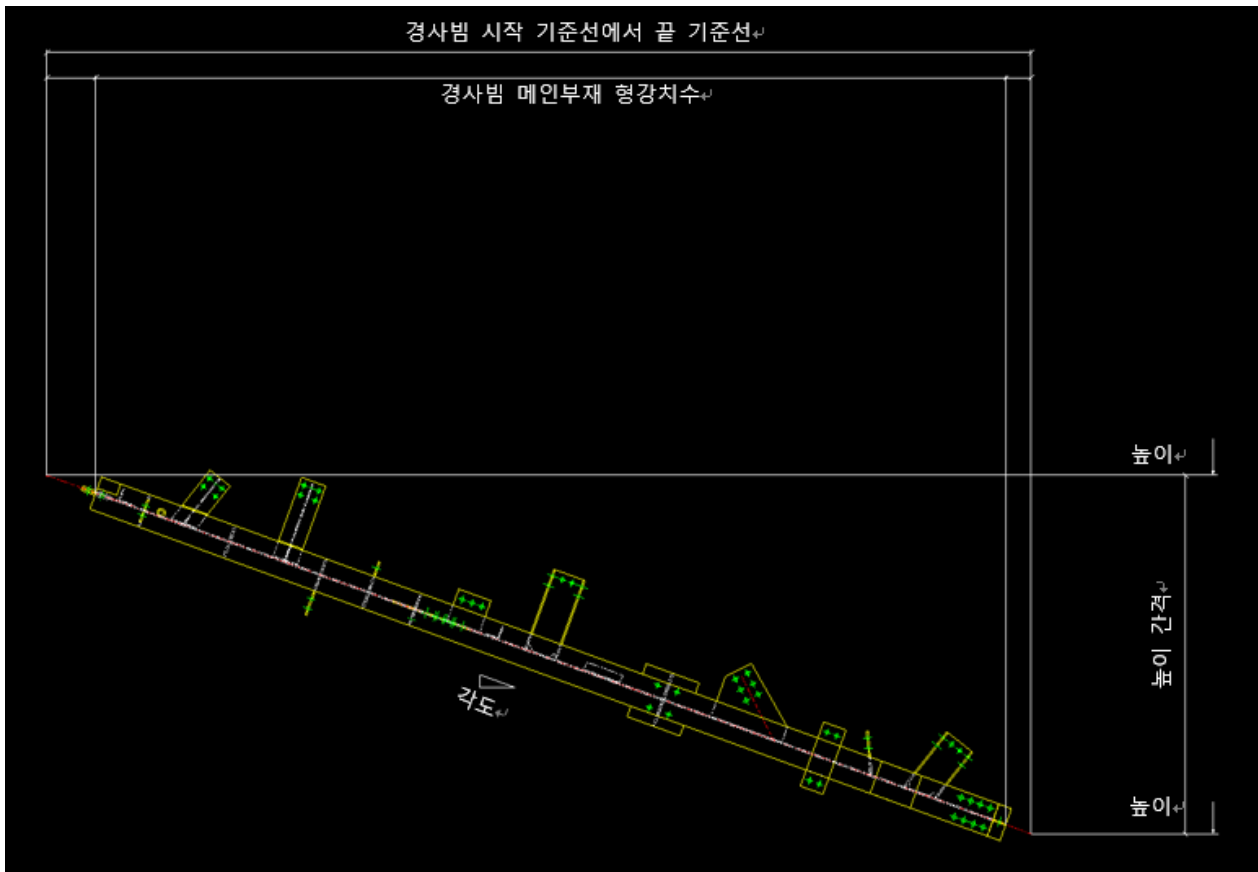 경사빔 시작 기준선에서 끝 기준선↵
경사빔 메인부재 형강치수↵
높이↵
높이 간격↵
각도↵
높이↵